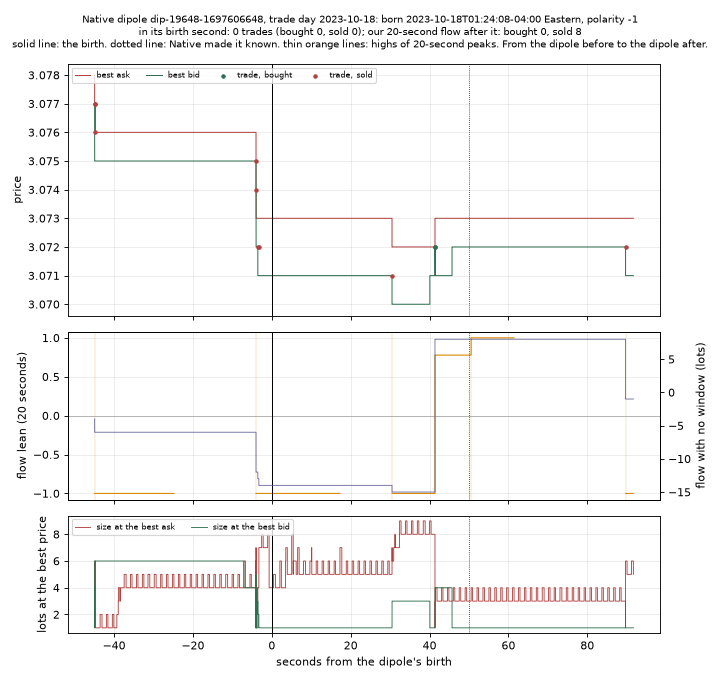 Native dipole dip-19648-1697606648, trade day 2023-10-18: born 2023-10-18T01:24:08-04:00 Eastern, polarity -1
in its birth second: 0 trades (bought 0, sold 0); our 20-second flow after it: bought 0, sold 8
solid line: the birth. dotted line: Native made it known. thin orange lines: highs of 20-second peaks. From the dipole before to the dipole after.
best ask
best bid
trade, bought
trade, sold
3.078
3.077
3.076
3.075
3.074
3.073
3.072
3.071
3.070
price
1.0
0.5
0.0
−0.5
−1.0
flow lean (20 seconds)
5
0
−5
−10
−15
flow with no window (lots)
size at the best ask
size at the best bid
8
6
4
2
lots at the best price
−40
−20
0
20
40
60
80
seconds from the dipole's birth